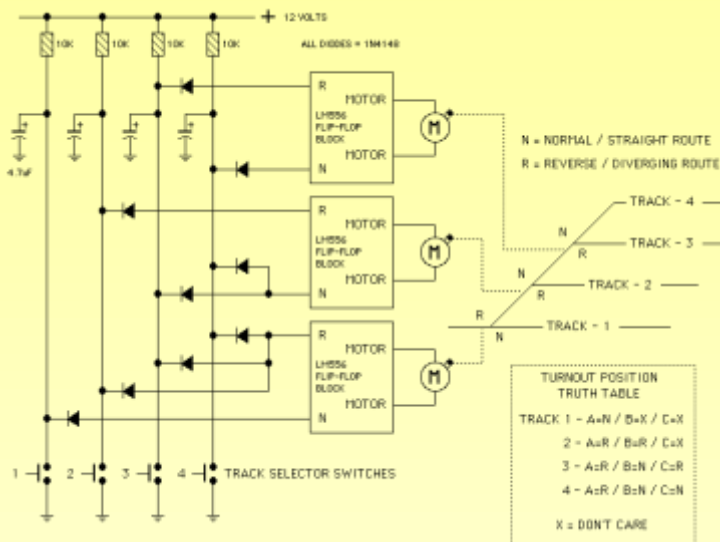 + 12 VOLTS
10K 10K 10K 10K
ALL DIODES = 1N4148
4.7uF
R
MOTOR
LM556
FLIP-FLOP
BLOCK
MOTOR
N
M
R
MOTOR
LM556
FLIP-FLOP
BLOCK
MOTOR
N
M
R
MOTOR
LM556
FLIP-FLOP
BLOCK
MOTOR
N
M
N = NORMAL / STRAIGHT ROUTE
R = REVERSE / DIVERGING ROUTE
TRACK - 4
N
TRACK - 3
R
N
TRACK - 2
R
R
TRACK - 1
N
TURNOUT POSITION
TRUTH TABLE
TRACK 1 - A=N / B=X / C=X
2 - A=R / B=R / C=X
3 - A=R / B=N / C=R
4 - A=R / B=N / C=N
X = DON'T CARE
1 2 3 4 TRACK SELECTOR SWITCHES